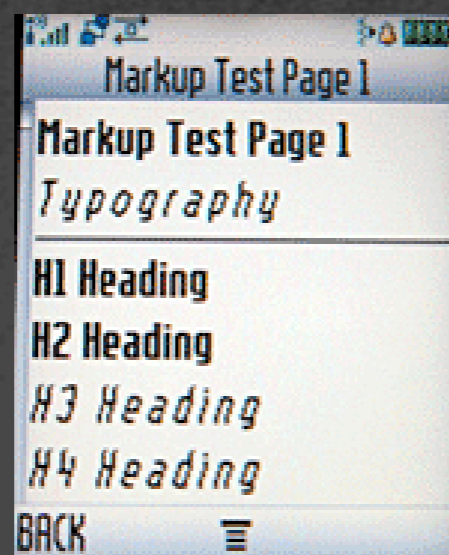 Markup Test Page 1
Markup Test Page 1
Typography
H1 Heading
H2 Heading
H3 Heading
H4 Heading
BACK